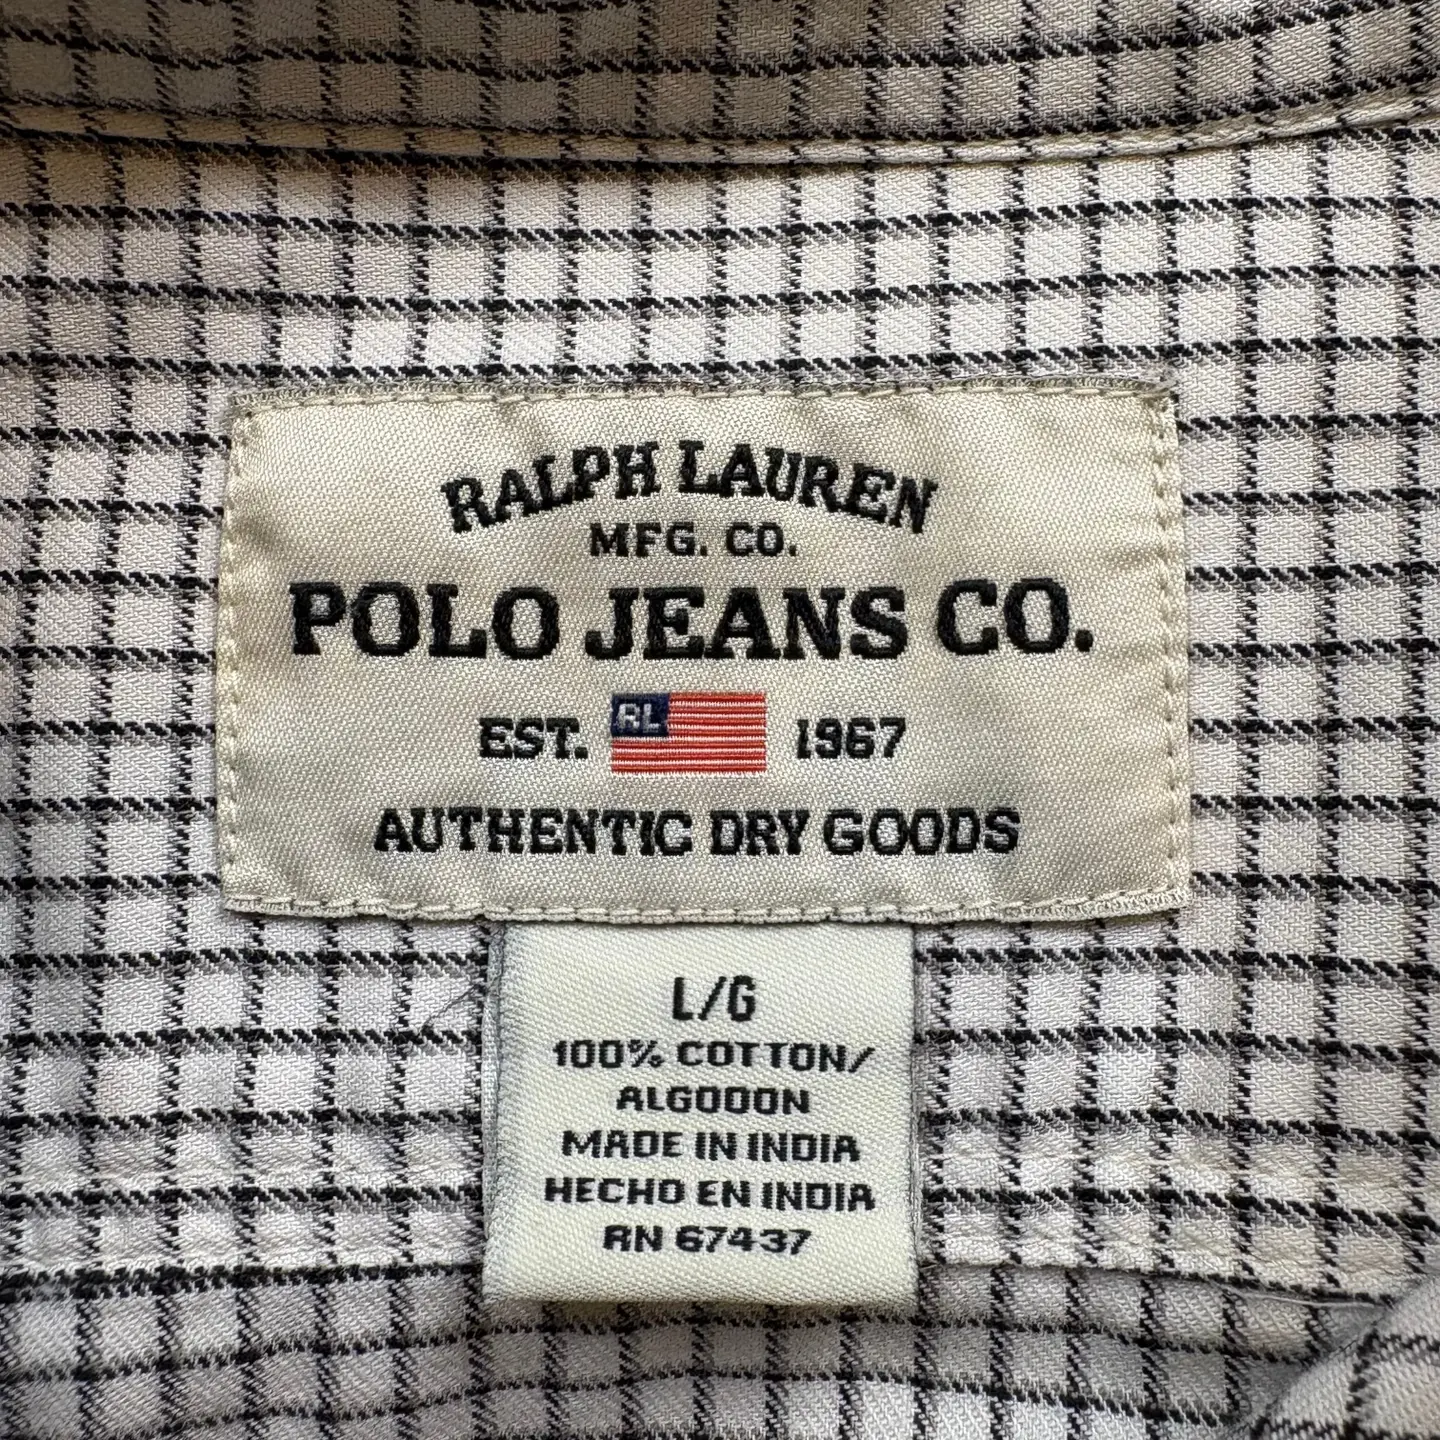 RALPH LAUREN
MFG. CO.
POLO JEANS CO.
EST. RL 1967
AUTHENTIC DRY GOODS
L/G
100% COTTON/
ALGODON
MADE IN INDIA
HECHO EN INDIA
RN 67437